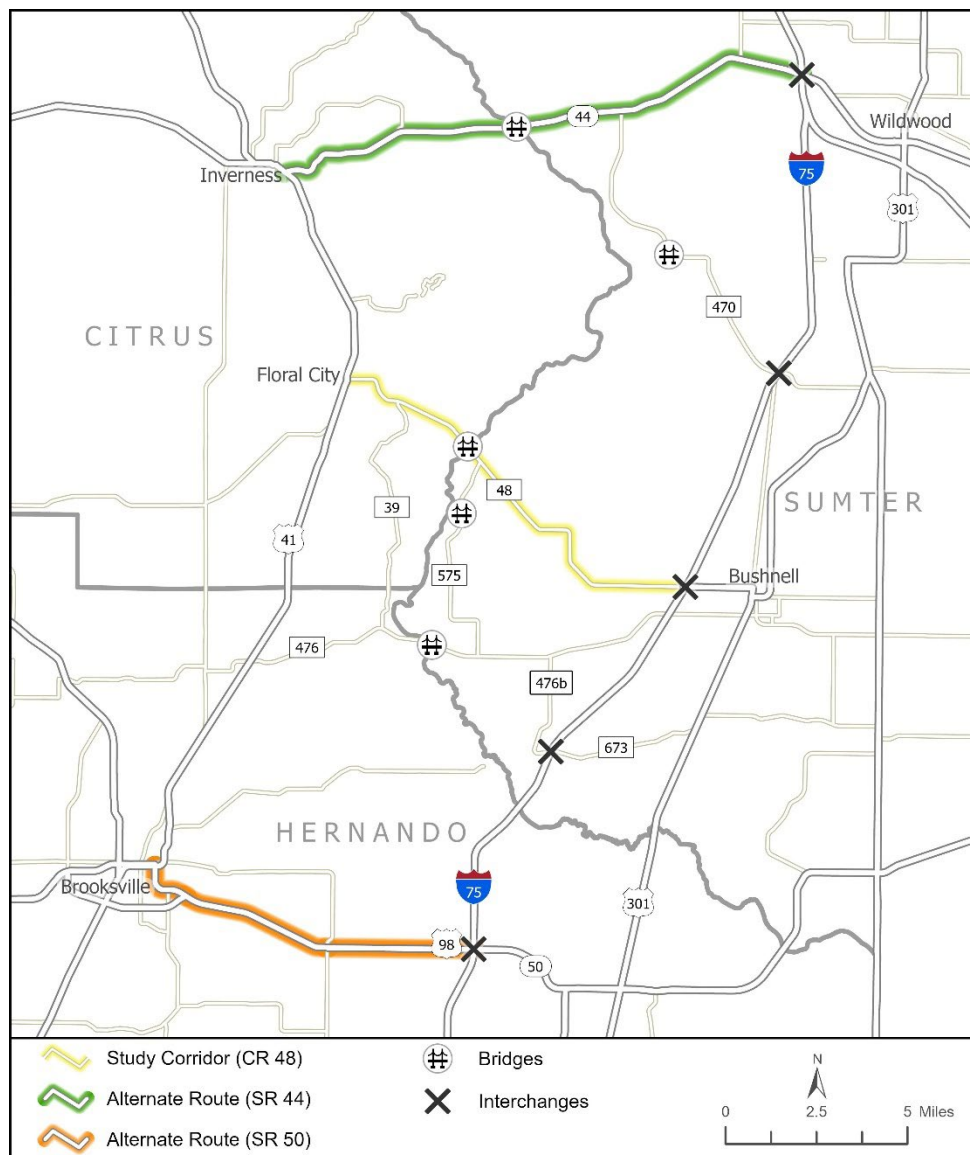 44
Wildwood
Inverness
75
301
470
CITRUS
Floral City
48
39
SUMTER
41
575
Bushnell
476
476b
673
HERNANDO
Brooksville
75
301
98
50
Study Corridor (CR 48)
Bridges
Alternate Route (SR 44)
Interchanges
Alternate Route (SR 50)
N
0 2.5 5 Miles